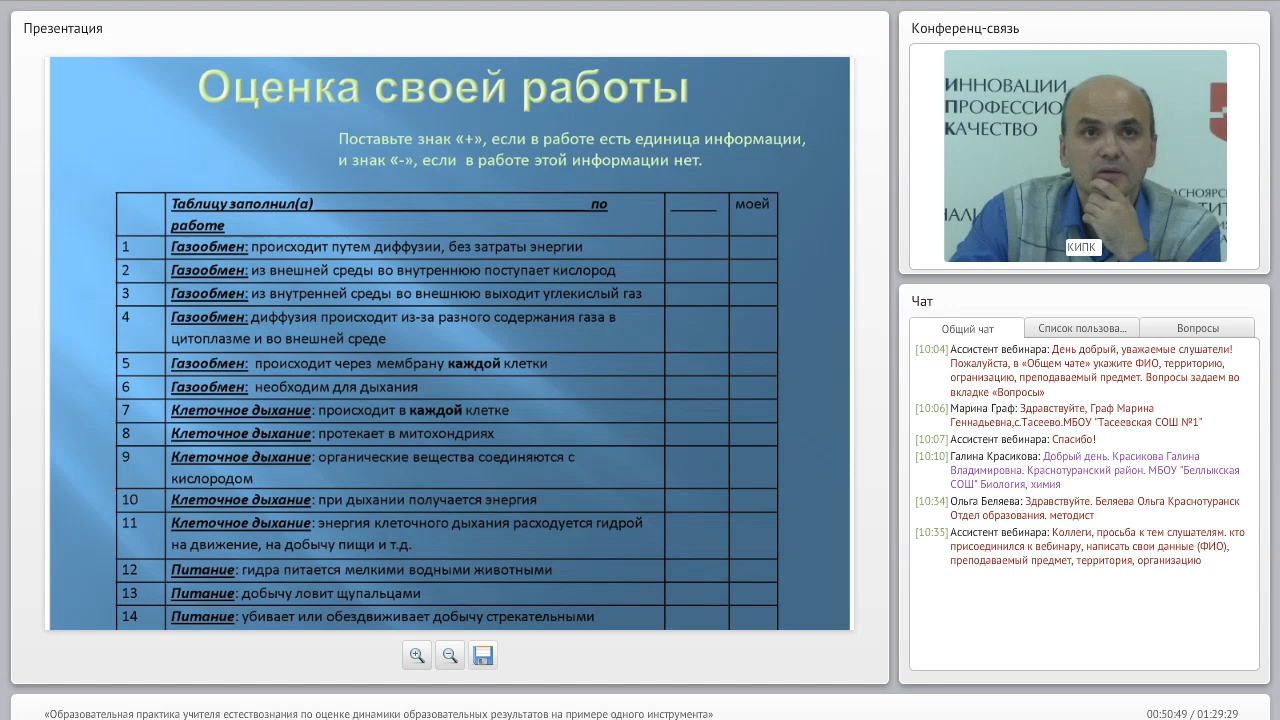 Презентация
Оценка своей работы
Поставьте знак «+», если в работе есть единица информации,
и знак «-», если в работе этой информации нет.
Таблицу заполнил(а)__________________________________ по ______ моей
работе
1 Газообмен: происходит путем диффузии, без затраты энергии
2 Газообмен: из внешней среды во внутреннюю поступает кислород
3 Газообмен: из внутренней среды во внешнюю выходит углекислый газ
4 Газообмен: диффузия происходит из-за разного содержания газа в
цитоплазме и во внешней среде
5 Газообмен: происходит через мембрану каждой клетки
6 Газообмен: необходим для дыхания
7 Клеточное дыхание: происходит в каждой клетке
8 Клеточное дыхание: протекает в митохондриях
9 Клеточное дыхание: органические вещества соединяются с
кислородом
10 Клеточное дыхание: при дыхании получается энергия
11 Клеточное дыхание: энергия клеточного дыхания расходуется гидрой
на движение, на добычу пищи и т.д.
12 Питание: гидра питается мелкими водными животными
13 Питание: добычу ловит щупальцами
14 Питание: убивает или обездвиживает добычу стрекательными
Конференц-связь
ИННОВАЦИИ
ПРОФЕССИО
КАЧЕСТВО
КИПК
Чат
Общий чат Список пользова... Вопросы
[10:04] Ассистент вебинара: День добрый, уважаемые слушатели!
Пожалуйста, в «Общем чате» укажите ФИО, территорию,
огранизацию, преподаваемый предмет. Вопросы задаем во
вкладке «Вопросы»
[10:06] Марина Граф: Здравствуйте, Граф Марина
Геннадьевна,с.Тасеево.МБОУ "Тасеевская СОШ №1"
[10:07] Ассистент вебинара: Спасибо!
[10:10] Галина Красикова: Добрый день. Красикова Галина
Владимировна. Краснотуранский район. МБОУ "Беллыкская
СОШ" Биология, химия
[10:34] Ольга Беляева: Здравствуйте. Беляева Ольга Краснотуранск
Отдел образования. методист
[10:35] Ассистент вебинара: Коллеги, просьба к тем слушателям. кто
присоединился к вебинару, написать свои данные (ФИО),
преподаваемый предмет, территория, организацию
«Образовательная практика учителя естествознания по оценке динамики образовательных результатов на примере одного инструмента»
00:50:49 / 01:29:29